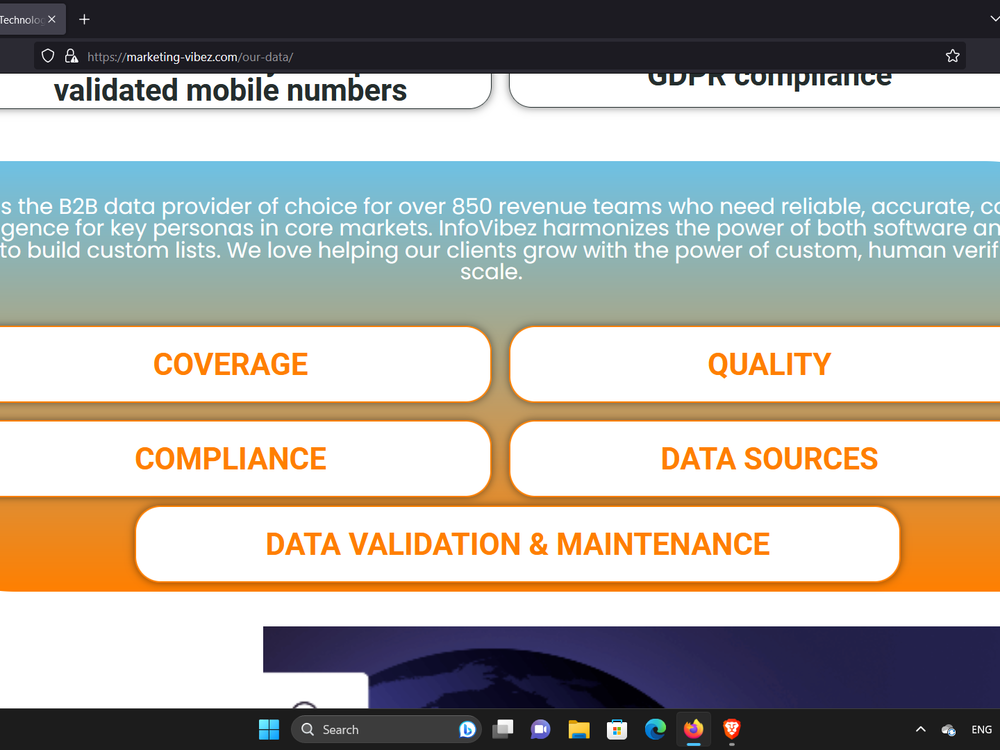 Technolo
https://marketing-vibez.com/our-data/
validated mobile numbers
GDPR compliance
s the B2B data provider of choice for over 850 revenue teams who need reliable, accurate, co
gence for key personas in core markets. InfoVibez harmonizes the power of both software an
to build custom lists. We love helping our clients grow with the power of custom, human verif
scale.
COVERAGE
QUALITY
COMPLIANCE
DATA SOURCES
DATA VALIDATION & MAINTENANCE
Search
ENG